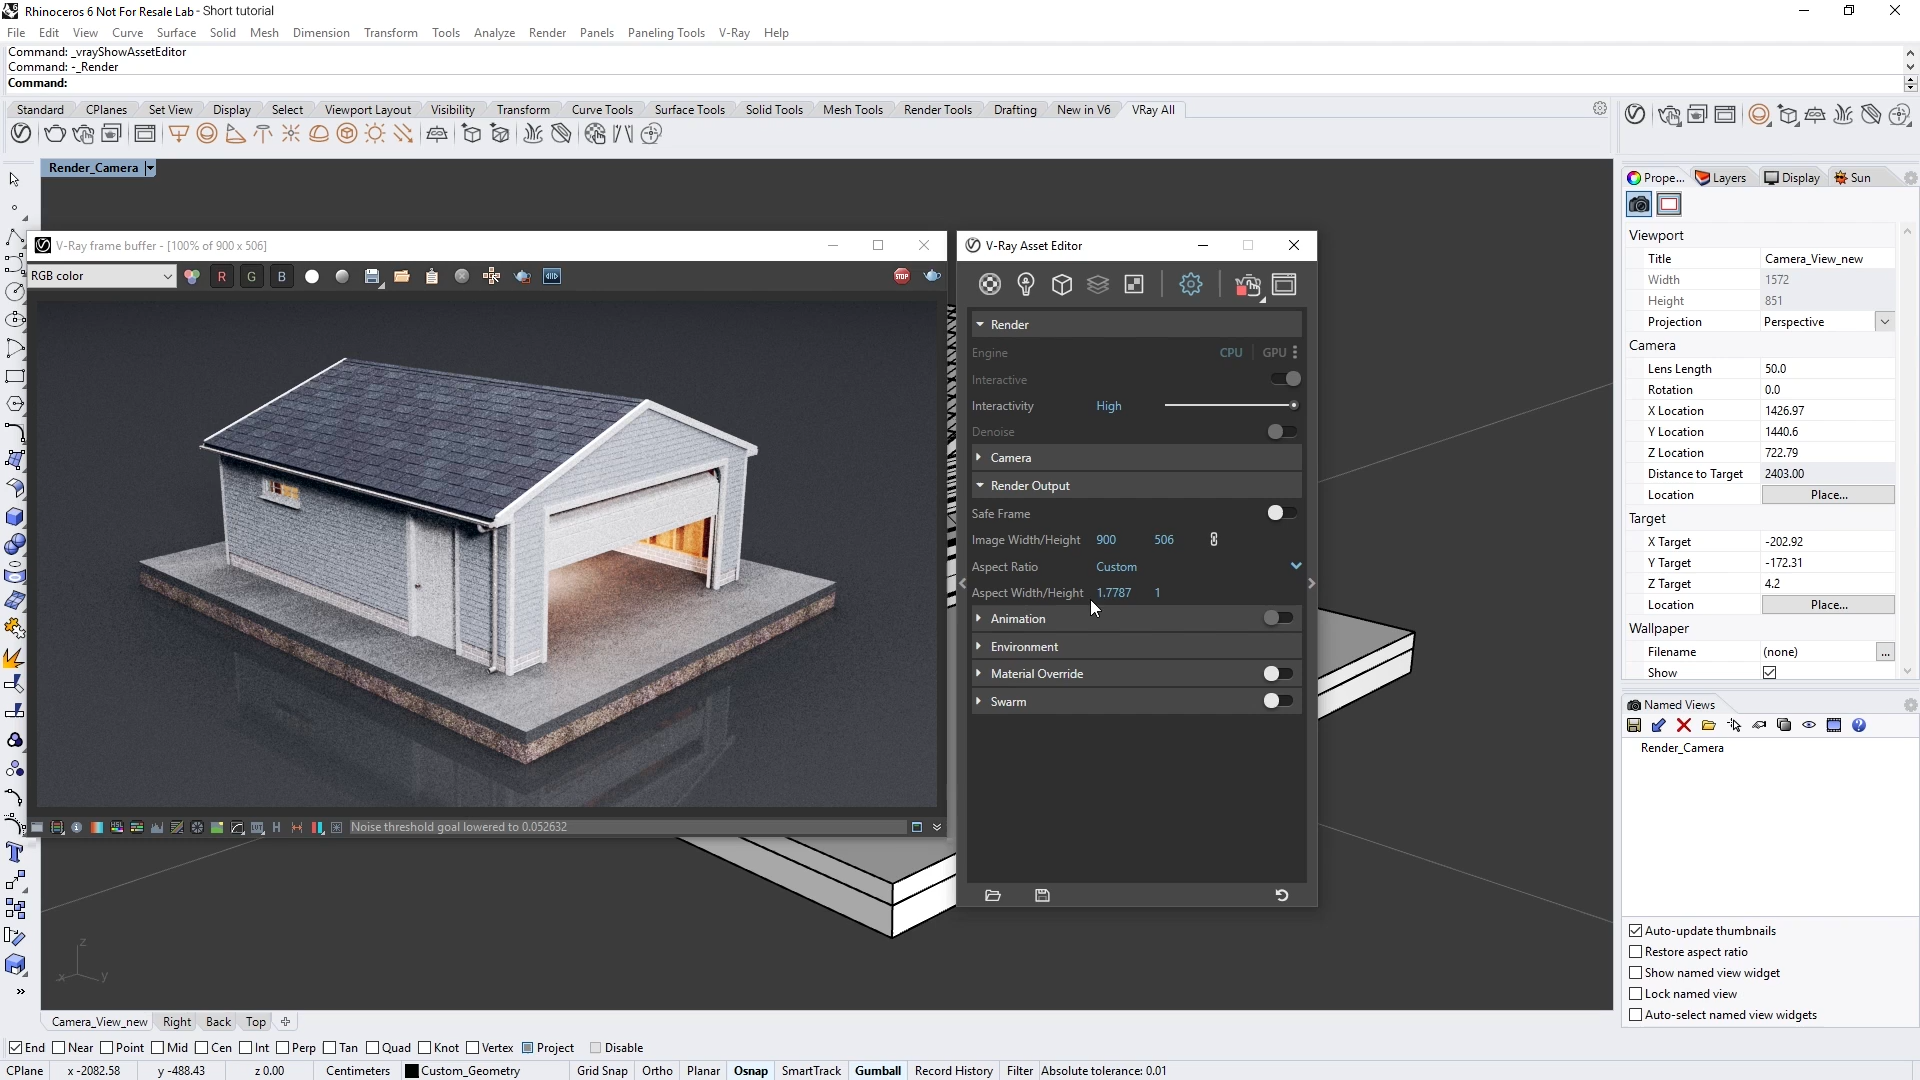 Rhinoceros 6 Not For Resale Lab - Short tutorial
File Edit View Curve Surface Solid Mesh Dimension Transform Tools Analyze Render Panels Paneling Tools V-Ray Help
Command: _vrayShowAssetEditor
Command: -_Render
Command:
Standard CPlanes Set View Display Select Viewport Layout Visibility Transform Curve Tools Surface Tools Solid Tools Mesh Tools Render Tools Drafting New in V6 VRay All
Render_Camera
V-Ray frame buffer - [100% of 900 x 506]
RGB color R G B STOP
Noise threshold goal lowered to 0.052632
V-Ray Asset Editor
Render
Engine CPU GPU
Interactive
Interactivity High
Denoise
Camera
Render Output
Safe Frame
Image Width/Height 900 506
Aspect Ratio Custom
Aspect Width/Height 1.7787 1
Animation
Environment
Material Override
Swarm
Prope... Layers Display Sun
Viewport
Title Camera_View_new
Width 1572
Height 851
Projection Perspective
Camera
Lens Length 50.0
Rotation 0.0
X Location 1426.97
Y Location 1440.6
Z Location 722.79
Distance to Target 2403.00
Location Place...
Target
X Target -202.92
Y Target -172.31
Z Target 4.2
Location Place...
Wallpaper
Filename (none) ...
Show
Named Views
Render_Camera
Auto-update thumbnails
Restore aspect ratio
Show named view widget
Lock named view
Auto-select named view widgets
z
x y
Camera_View_new Right Back Top
End Near Point Mid Cen Int Perp Tan Quad Knot Vertex Project Disable
CPlane x -2082.58 y -488.43 z 0.00 Centimeters Custom_Geometry Grid Snap Ortho Planar Osnap SmartTrack Gumball Record History Filter Absolute tolerance: 0.01